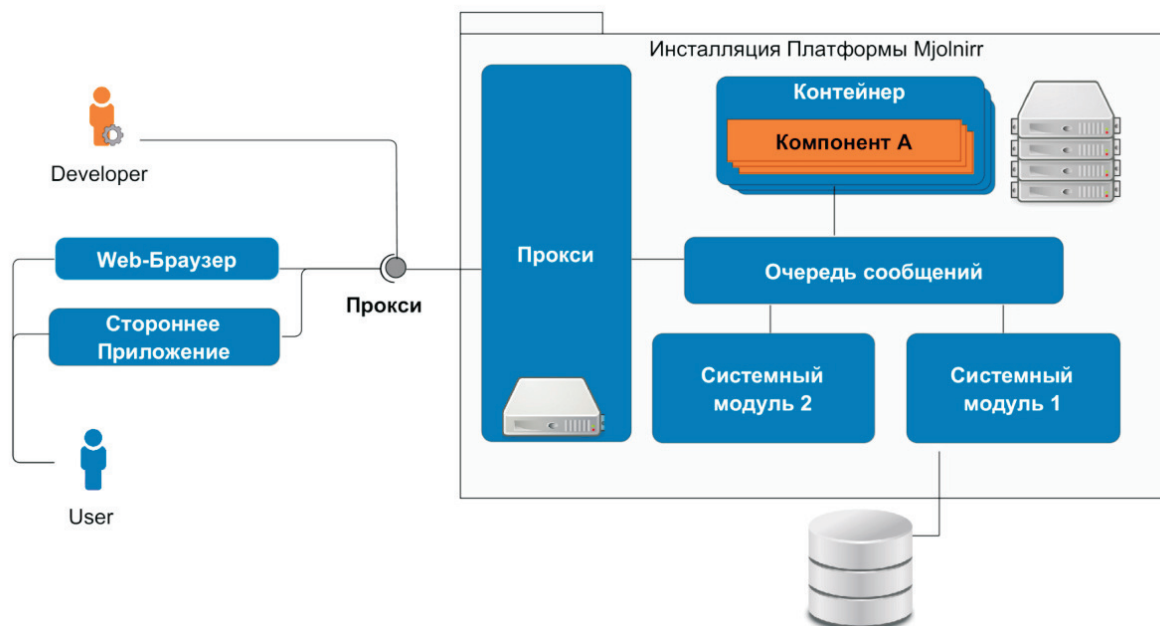 Инсталляция Платформы Mjolnirr
Контейнер
Компонент А
Developer
Web-Браузер
Прокси
Очередь сообщений
Прокси
Стороннее
Приложение
Системный
модуль 2
Системный
модуль 1
User